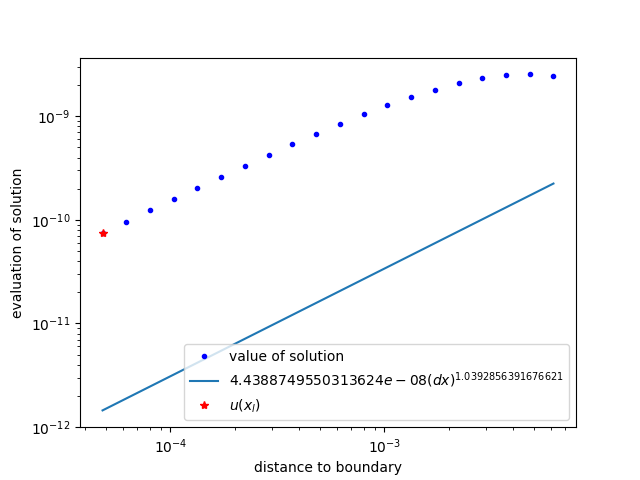 10⁻⁹
10⁻¹⁰
10⁻¹¹
10⁻¹²
evaluation of solution
value of solution
4.4388749550313624e − 08(dx)¹·⁰³⁹²⁸⁵⁶³⁹¹⁶⁷⁶⁶²¹
u(xₗ)
10⁻⁴ 10⁻³
distance to boundary